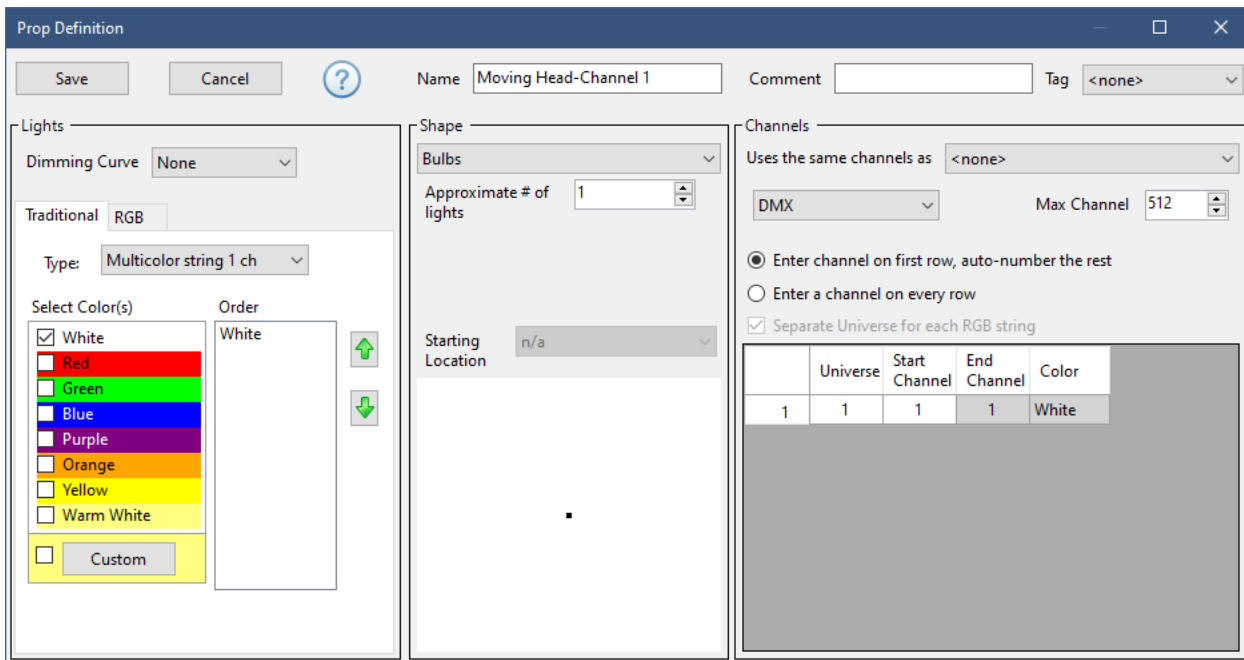 Prop Definition
Save
Cancel
?
Name
Moving Head-Channel 1
Comment
Tag
<none>
Lights
Dimming Curve
None
Traditional
RGB
Type:
Multicolor string 1 ch
Select Color(s)
Order
White
Red
Green
Blue
Purple
Orange
Yellow
Warm White
Custom
White
Shape
Bulbs
Approximate # of
lights
1
Starting
Location
n/a
Channels
Uses the same channels as
<none>
DMX
Max Channel
512
Enter channel on first row, auto-number the rest
Enter a channel on every row
Separate Universe for each RGB string
Universe
Start
Channel
End
Channel
Color
1
1
1
1
White